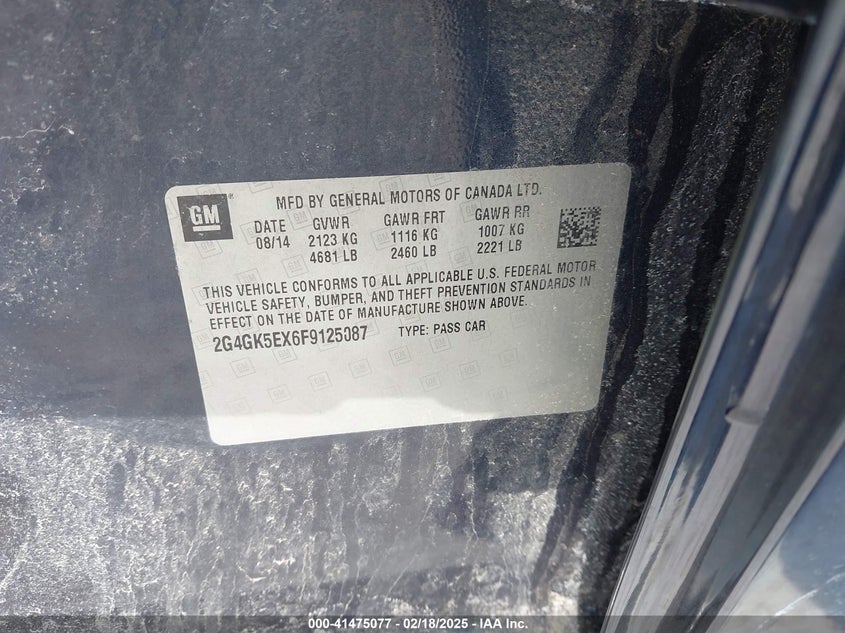 GM
MFD BY GENERAL MOTORS OF CANADA LTD.
DATE GVWR GAWR FRT GAWR RR
08/14 2123 KG 1116 KG 1007 KG
4681 LB 2460 LB 2221 LB
THIS VEHICLE CONFORMS TO ALL APPLICABLE U.S. FEDERAL MOTOR
VEHICLE SAFETY, BUMPER, AND THEFT PREVENTION STANDARDS IN
EFFECT ON THE DATE OF MANUFACTURE SHOWN ABOVE.
2G4GK5EX6F9125087 TYPE: PASS CAR
000-41475077 - 02/18/2025 - IAA Inc.